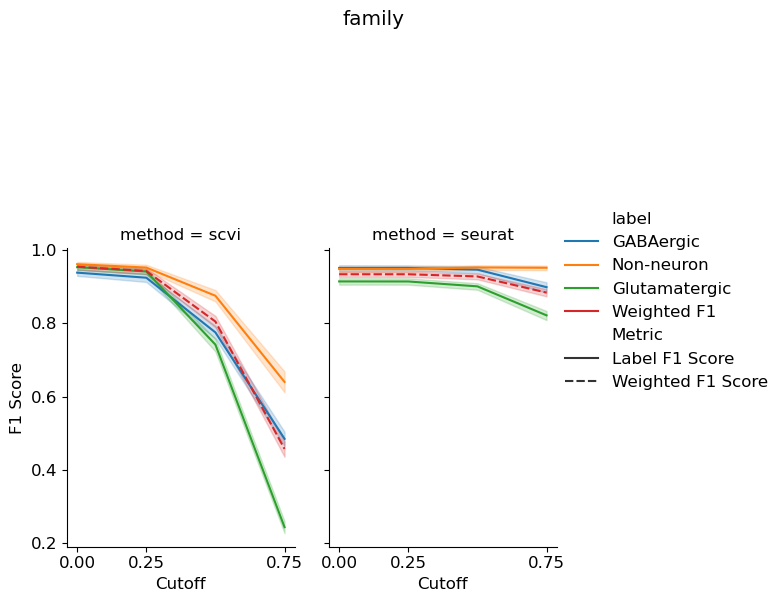 family
method = scvi
method = seurat
1.0
0.8
0.6
0.4
0.2
F1 Score
0.00
0.25
0.75
Cutoff
0.00
0.25
0.75
Cutoff
label
GABAergic
Non-neuron
Glutamatergic
Weighted F1
Metric
Label F1 Score
Weighted F1 Score